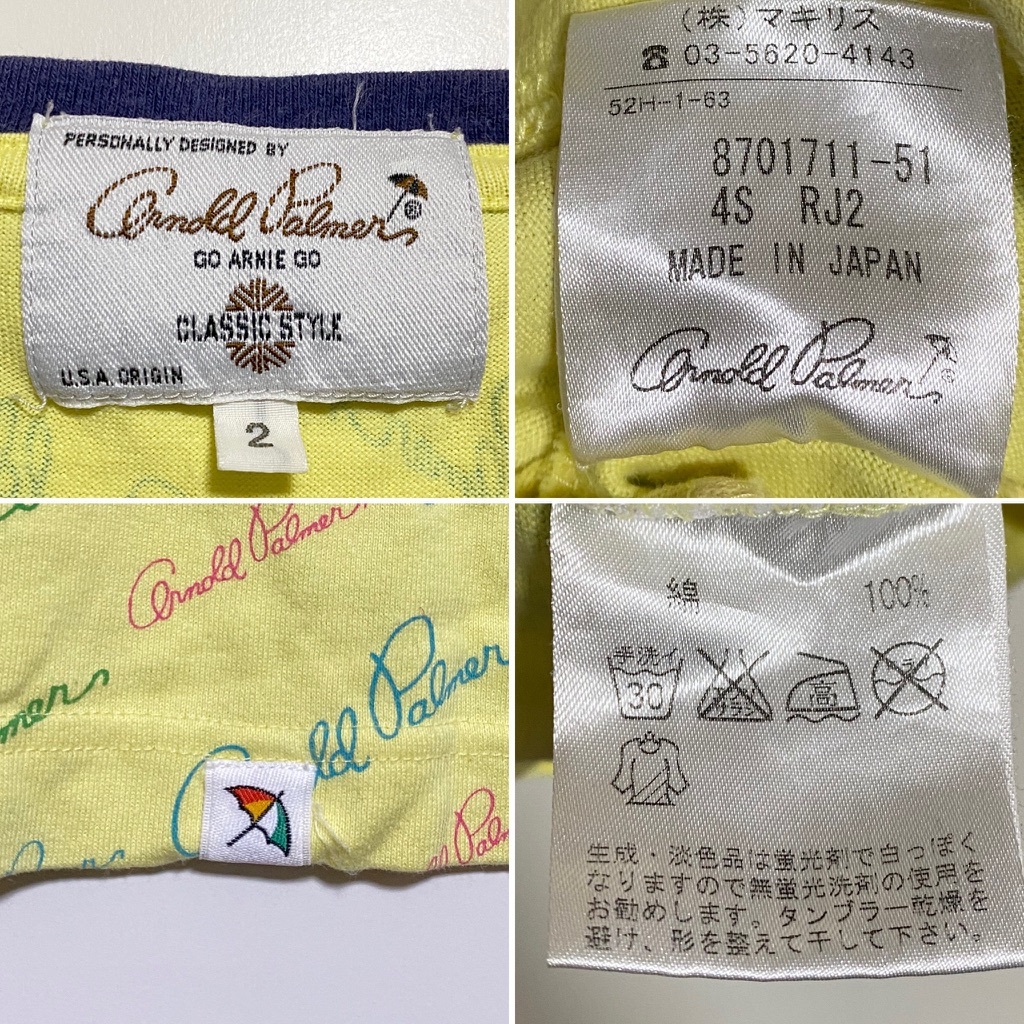 PERSONALLY DESIGNED BY
Arnold Palmer
GO ARNIE GO
CLASSIC STYLE
U.S.A. ORIGIN
2
(株)マキリス
☎ 03-5620-4143
52H-1-63
8701711-51
4S RJ2
MADE IN JAPAN
Arnold Palmer
Arnold Palmer
Arnold Palmer
lmer
綿 100%
手洗イ
30
高
生成・淡色品は蛍光剤で白っぽく
なりますので無蛍光洗剤の使用を
お勧めします。タンブラー乾燥を
避け、形を整えて干して下さい。